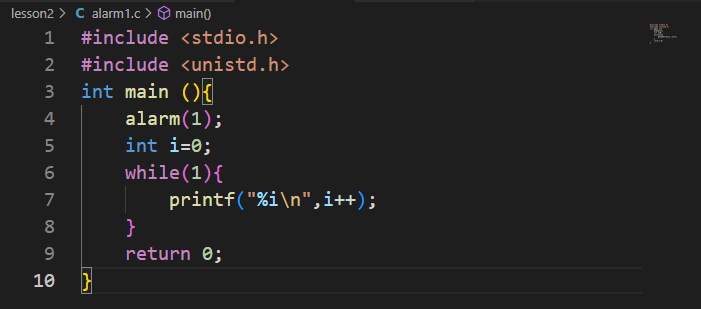 lesson2 > C alarm1.c > main()
1 #include <stdio.h>
2 #include <unistd.h>
3 int main (){
4     alarm(1);
5     int i=0;
6     while(1){
7         printf("%i\n",i++);
8     }
9     return 0;
10 }